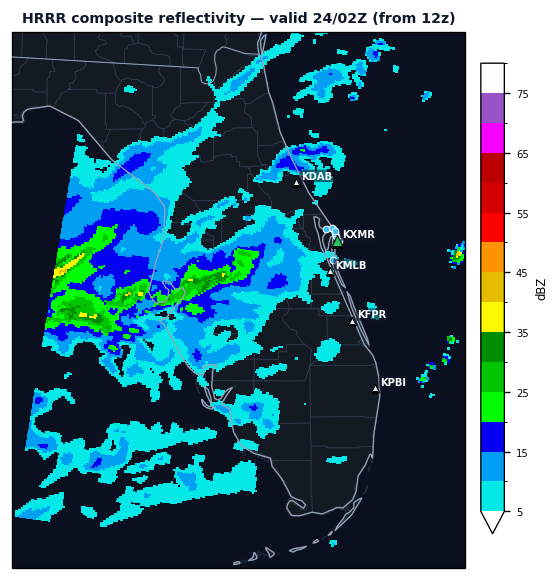 HRRR composite reflectivity — valid 24/02Z (from 12z)
KDAB
KXMR
KMLB
KFPR
KPBI
75
65
55
45
35
25
15
5
dBZ